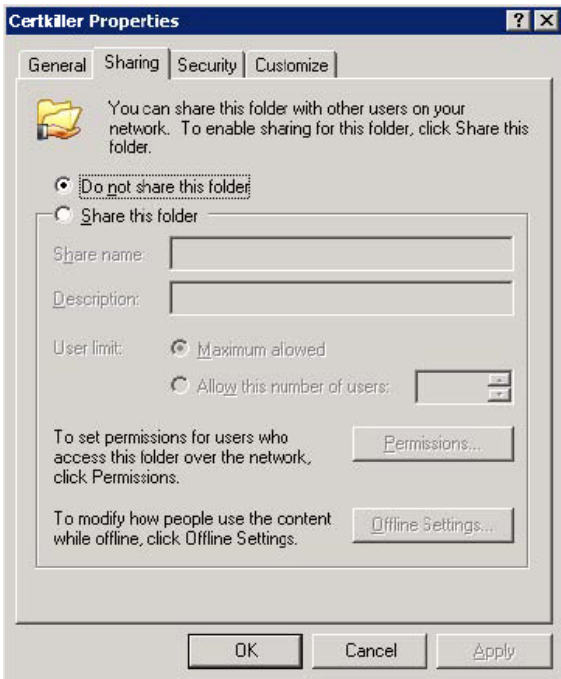 Certkiller Properties
General Sharing Security Customize
You can share this folder with other users on your
network. To enable sharing for this folder, click Share this
folder.
Do not share this folder
Share this folder
Share name:
Description:
User limit: Maximum allowed
Allow this number of users:
To set permissions for users who
access this folder over the network,
click Permissions.
Permissions...
To modify how people use the content
while offline, click Offline Settings.
Offline Settings...
OK Cancel Apply